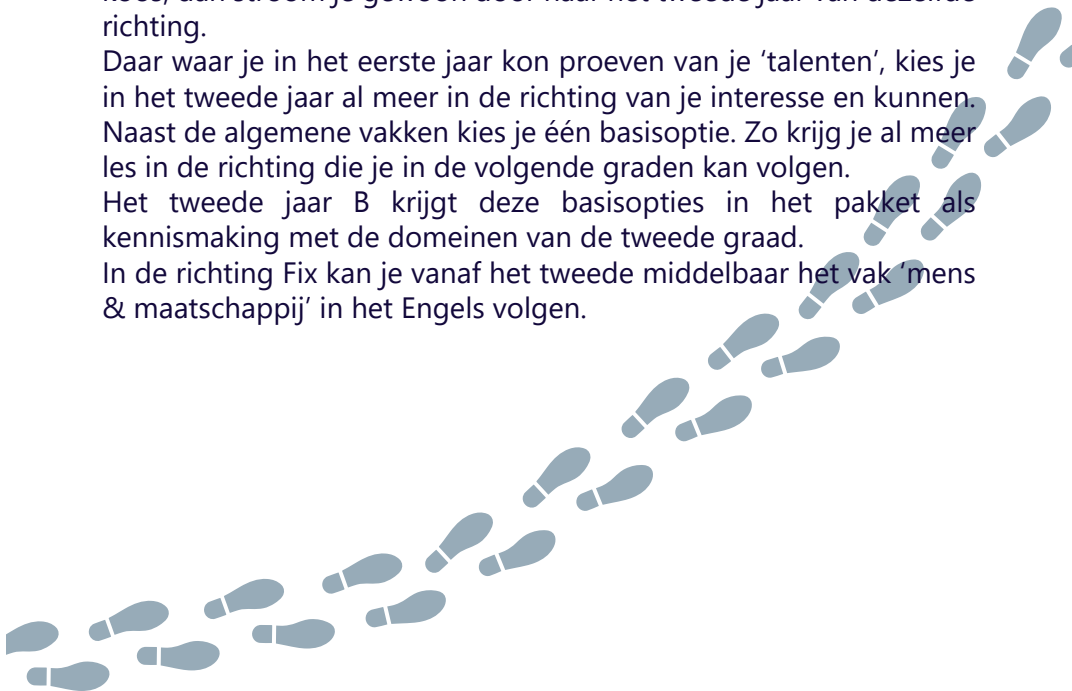 richting.
Daar waar je in het eerste jaar kon proeven van je ‘talenten’, kies je
in het tweede jaar al meer in de richting van je interesse en kunnen.
Naast de algemene vakken kies je één basisoptie. Zo krijg je al meer
les in de richting die je in de volgende graden kan volgen.
Het tweede jaar B krijgt deze basisopties in het pakket als
kennismaking met de domeinen van de tweede graad.
In de richting Fix kan je vanaf het tweede middelbaar het vak ‘mens
& maatschappij’ in het Engels volgen.